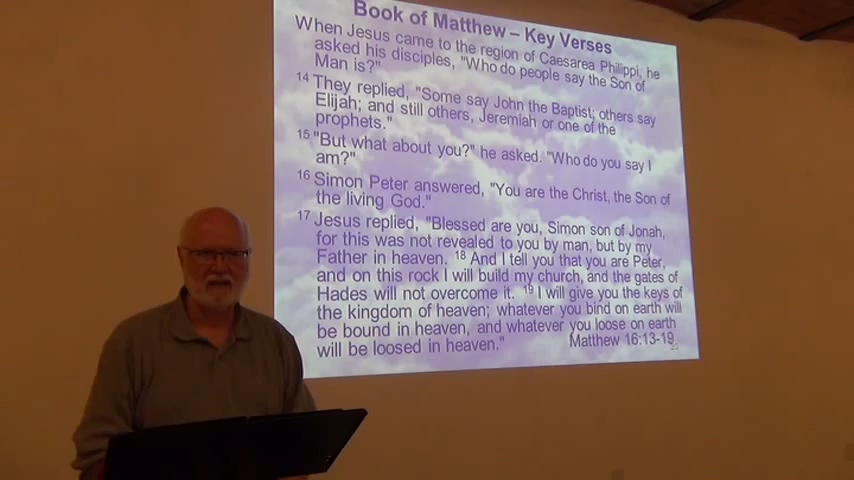 Book of Matthew – Key Verses
When Jesus came to the region of Caesarea Philippi, he
asked his disciples, "Who do people say the Son of
Man is?"
14 They replied, "Some say John the Baptist; others say
Elijah; and still others, Jeremiah or one of the
prophets."
15 "But what about you?" he asked. "Who do you say I
am?"
16 Simon Peter answered, "You are the Christ, the Son of
the living God."
17 Jesus replied, "Blessed are you, Simon son of Jonah,
for this was not revealed to you by man, but by my
Father in heaven. 18 And I tell you that you are Peter,
and on this rock I will build my church, and the gates of
Hades will not overcome it. 19 I will give you the keys of
the kingdom of heaven; whatever you bind on earth will
be bound in heaven, and whatever you loose on earth
will be loosed in heaven." Matthew 16:13-19